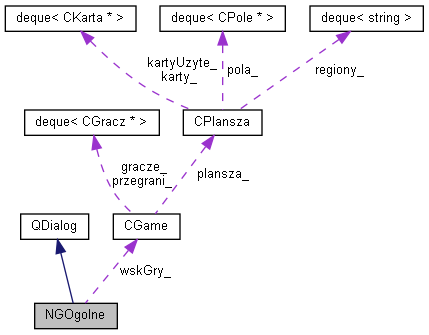 deque< CKarta * >
deque< CPole * >
deque< string >
kartyUzyte_
karty_
pola_
regiony_
deque< CGracz * >
CPlansza
gracze_
przegrani_
plansza_
QDialog
CGame
wskGry_
NGOgolne